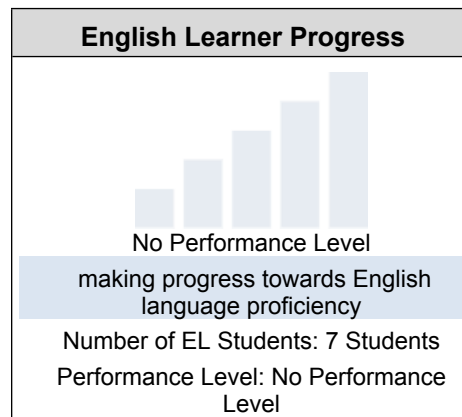 English Learner Progress
No Performance Level
making progress towards English
language proficiency
Number of EL Students: 7 Students
Performance Level: No Performance
Level